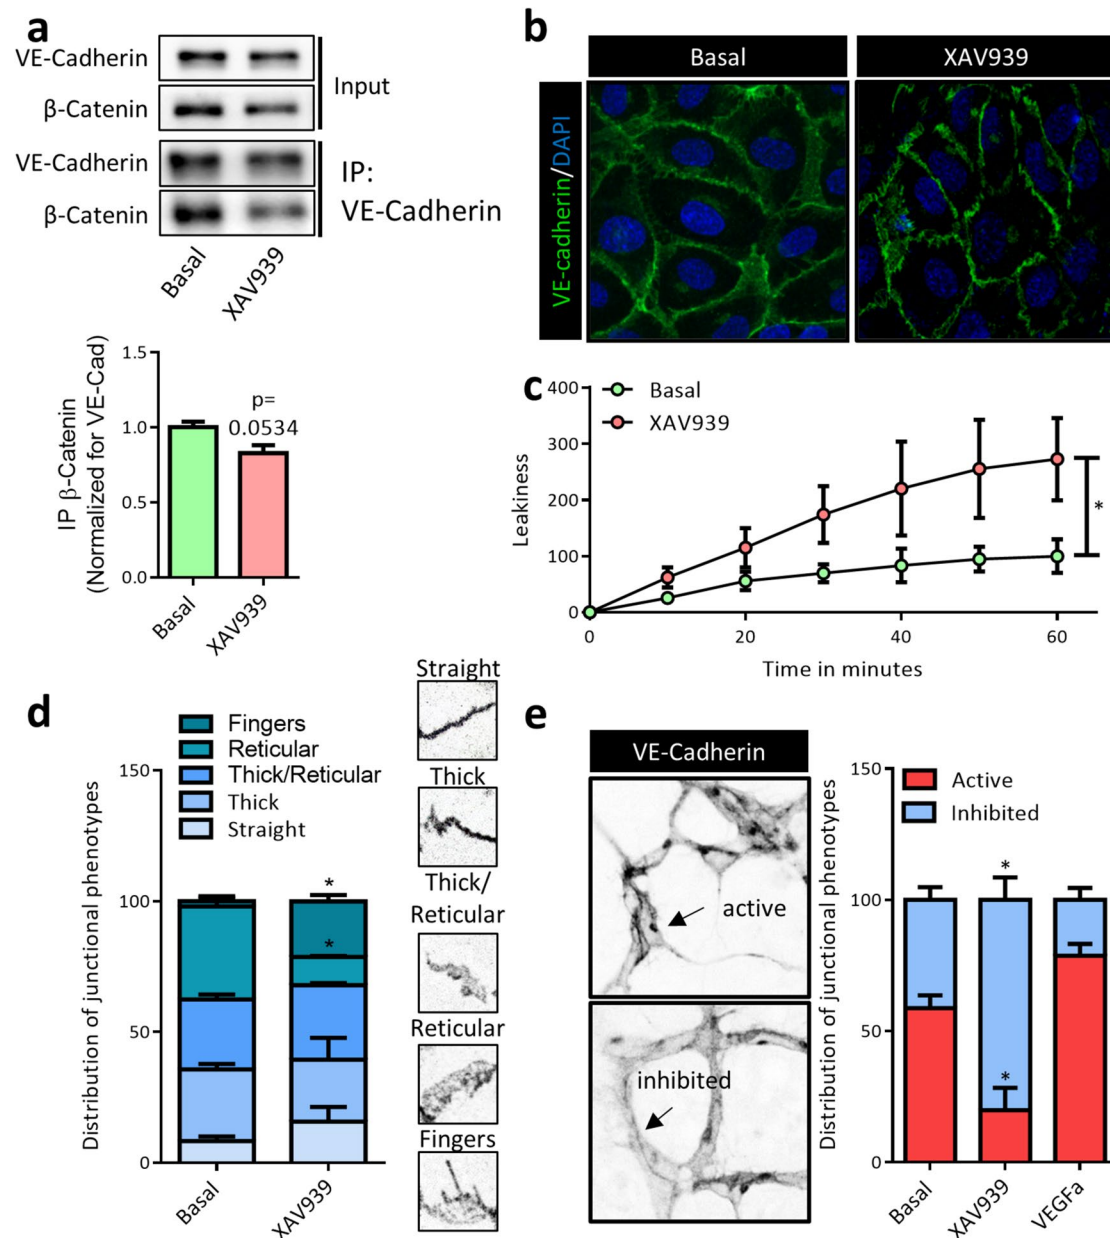 a
VE-Cadherin
β-Catenin
Input
VE-Cadherin
β-Catenin
IP:
VE-Cadherin
Basal
XAV939
IP β-Catenin
(Normalized for VE-Cad)
1.5
1.0
0.5
0.0
p=
0.0534
Basal
XAV939
b
Basal
XAV939
VE-cadherin/DAPI
c
Basal
XAV939
Leakiness
400
300
200
100
0
0
20
40
60
*
Time in minutes
d
Fingers
Reticular
Thick/Reticular
Thick
Straight
Distribution of junctional phenotypes
150
100
50
0
*
*
Basal
XAV939
Straight
Thick
Thick/
Reticular
Reticular
Fingers
e
VE-Cadherin
active
inhibited
Active
Inhibited
Distribution of junctional phenotypes
150
100
50
0
*
*
Basal
XAV939
VEGFa